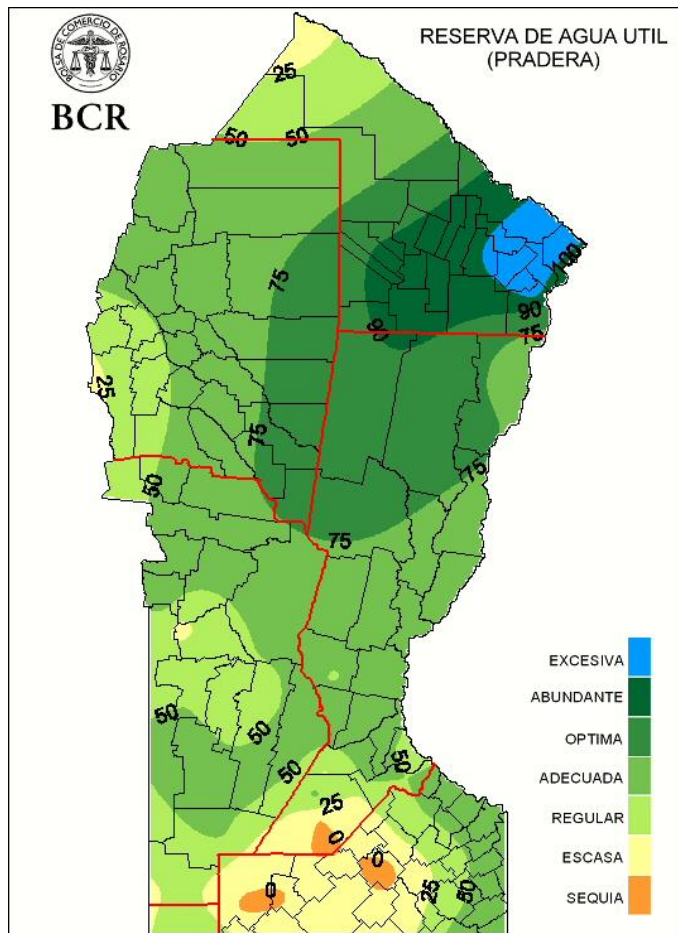 BOLSA DE COMERCIO DE ROSARIO
BCR
RESERVA DE AGUA UTIL
(PRADERA)
25
50
50
75
100
90
90
75
25
75
75
50
75
50
50
50
50
25
0
0
0
25
50
EXCESIVA
ABUNDANTE
OPTIMA
ADECUADA
REGULAR
ESCASA
SEQUIA